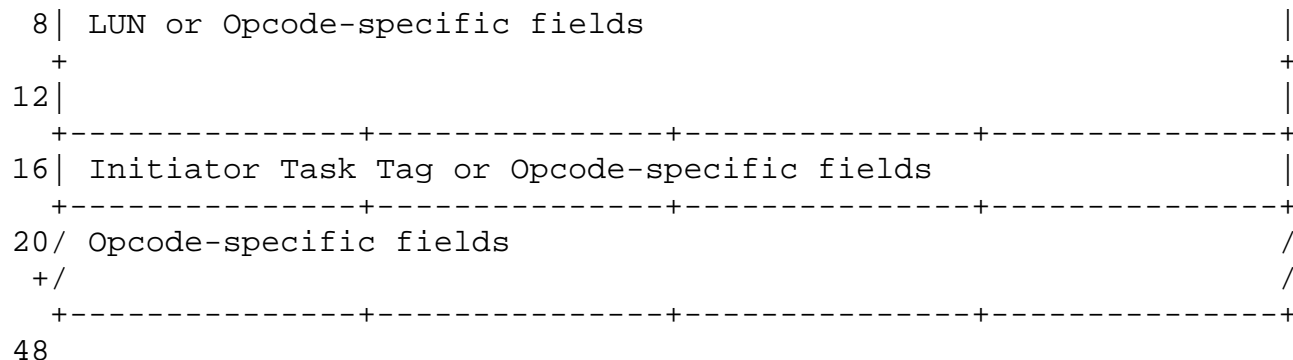 8| LUN or Opcode-specific fields                                 |
  +                                                               +
12|                                                               |
  +---------------+---------------+---------------+---------------+
16| Initiator Task Tag or Opcode-specific fields                  |
  +---------------+---------------+---------------+---------------+
20/ Opcode-specific fields                                        /
 +/                                                               /
  +---------------+---------------+---------------+---------------+
48